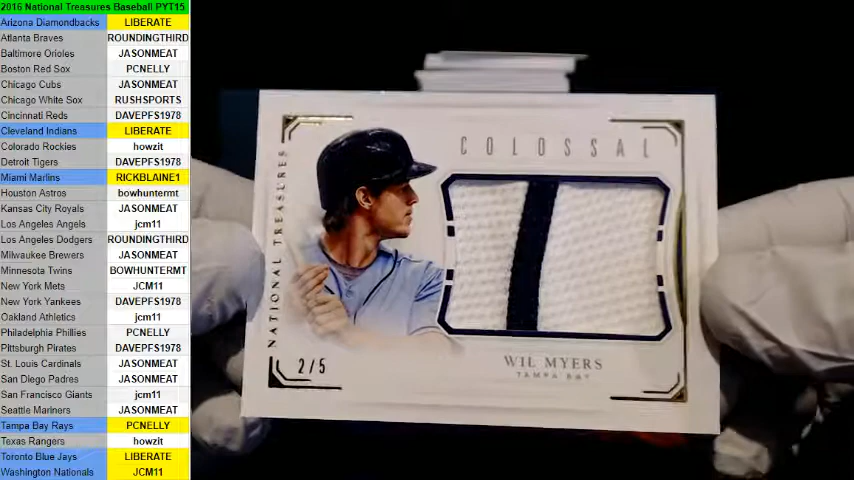 2016 National Treasures Baseball PYT15
Arizona Diamondbacks LIBERATE
Atlanta Braves ROUNDINGTHIRD
Baltimore Orioles JASONMEAT
Boston Red Sox PCNELLY
Chicago Cubs JASONMEAT
Chicago White Sox RUSHSPORTS
Cincinnati Reds DAVEPFS1978
Cleveland Indians LIBERATE
Colorado Rockies howzit
Detroit Tigers DAVEPFS1978
Miami Marlins RICKBLAINE1
Houston Astros bowhuntermt
Kansas City Royals JASONMEAT
Los Angeles Angels jcm11
Los Angeles Dodgers ROUNDINGTHIRD
Milwaukee Brewers JASONMEAT
Minnesota Twins BOWHUNTERMT
New York Mets JCM11
New York Yankees DAVEPFS1978
Oakland Athletics jcm11
Philadelphia Phillies PCNELLY
Pittsburgh Pirates DAVEPFS1978
St. Louis Cardinals JASONMEAT
San Diego Padres JASONMEAT
San Francisco Giants jcm11
Seattle Mariners JASONMEAT
Tampa Bay Rays PCNELLY
Texas Rangers howzit
Toronto Blue Jays LIBERATE
Washington Nationals JCM11
COLOSSAL
NATIONAL TREASURES
2/5
WIL MYERS
TAMPA BAY